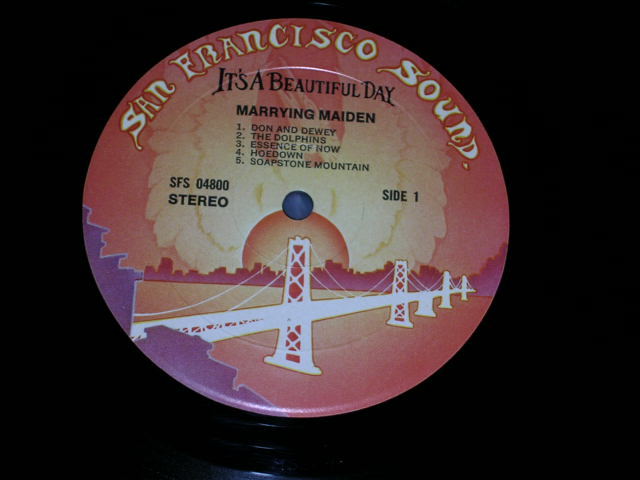 SAN FRANCISCO SOUND.
IT'S A BEAUTIFUL DAY
MARRYING MAIDEN
1. DON AND DEWEY
2. THE DOLPHINS
3. ESSENCE OF NOW
4. HOEDOWN
5. SOAPSTONE MOUNTAIN
SFS 04800
STEREO
SIDE 1